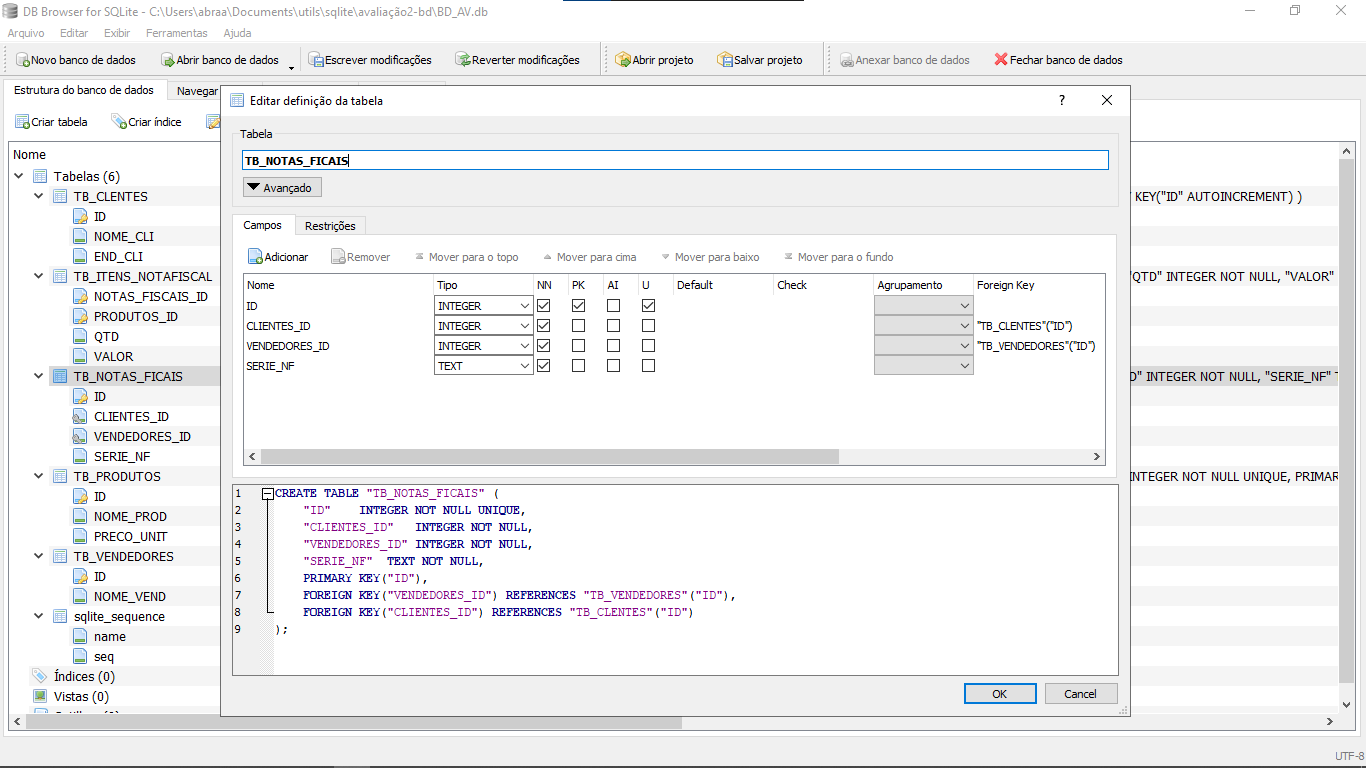 DB Browser for SQLite - C:\Users\abraa\Documents\utils\sqlite\avaliação2-bd\BD_AV.db
Arquivo Editar Exibir Ferramentas Ajuda
Novo banco de dados Abrir banco de dados Escrever modificações Reverter modificações Abrir projeto Salvar projeto Anexar banco de dados Fechar banco de dados
Estrutura do banco de dados Navegar
Criar tabela Criar índice
Nome
Tabelas (6)
TB_CLENTES
ID
NOME_CLI
END_CLI
TB_ITENS_NOTAFISCAL
NOTAS_FISCAIS_ID
PRODUTOS_ID
QTD
VALOR
TB_NOTAS_FICAIS
ID
CLIENTES_ID
VENDEDORES_ID
SERIE_NF
TB_PRODUTOS
ID
NOME_PROD
PRECO_UNIT
TB_VENDEDORES
ID
NOME_VEND
sqlite_sequence
name
seq
Índices (0)
Vistas (0)
KEY("ID" AUTOINCREMENT) )
"QTD" INTEGER NOT NULL, "VALOR"
D" INTEGER NOT NULL, "SERIE_NF" T
INTEGER NOT NULL UNIQUE, PRIMAR
Editar definição da tabela ?
Tabela
TB_NOTAS_FICAIS
Avançado
Campos Restrições
Adicionar Remover Mover para o topo Mover para cima Mover para baixo Mover para o fundo
Nome Tipo NN PK AI U Default Check Agrupamento Foreign Key
ID INTEGER
CLIENTES_ID INTEGER "TB_CLENTES"("ID")
VENDEDORES_ID INTEGER "TB_VENDEDORES"("ID")
SERIE_NF TEXT
1 CREATE TABLE "TB_NOTAS_FICAIS" (
2 "ID" INTEGER NOT NULL UNIQUE,
3 "CLIENTES_ID" INTEGER NOT NULL,
4 "VENDEDORES_ID" INTEGER NOT NULL,
5 "SERIE_NF" TEXT NOT NULL,
6 PRIMARY KEY("ID"),
7 FOREIGN KEY("VENDEDORES_ID") REFERENCES "TB_VENDEDORES"("ID"),
8 FOREIGN KEY("CLIENTES_ID") REFERENCES "TB_CLENTES"("ID")
9 );
OK Cancel
UTF-8